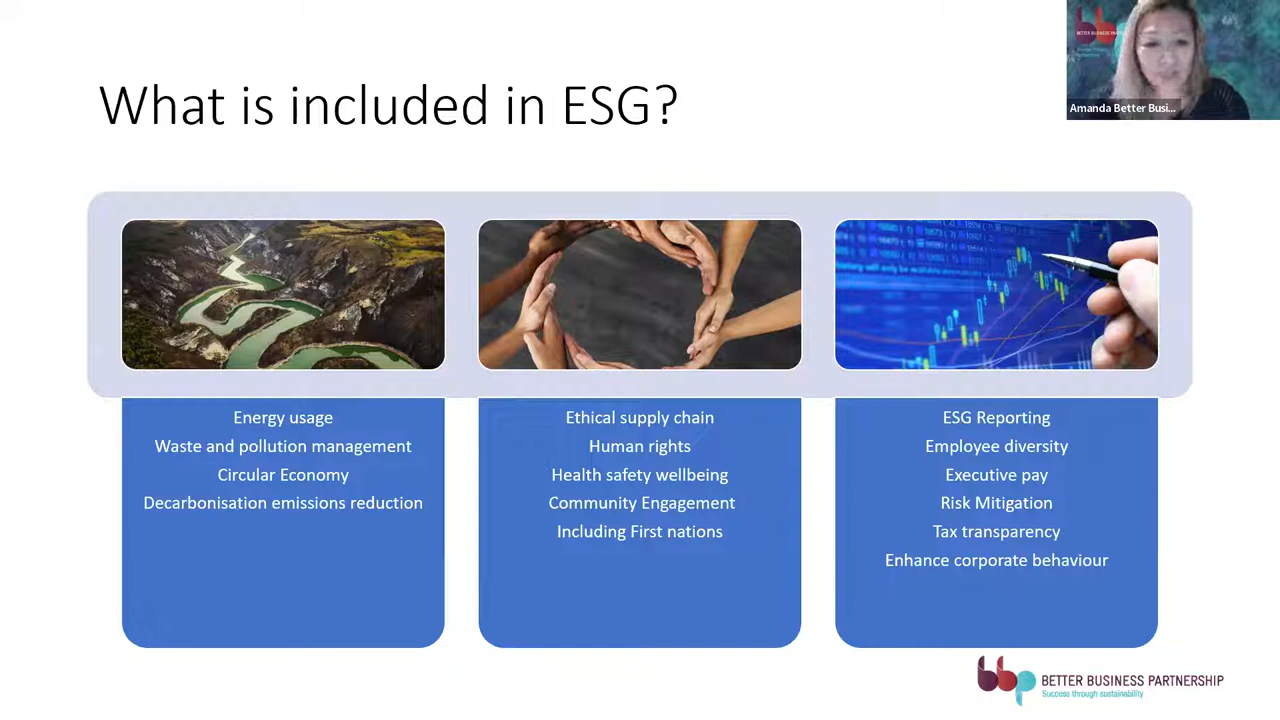 What is included in ESG?
Amanda Better Busi...
Energy usage
Waste and pollution management
Circular Economy
Decarbonisation emissions reduction
Ethical supply chain
Human rights
Health safety wellbeing
Community Engagement
Including First nations
ESG Reporting
Employee diversity
Executive pay
Risk Mitigation
Tax transparency
Enhance corporate behaviour
bbp BETTER BUSINESS PARTNERSHIP
Success through sustainability